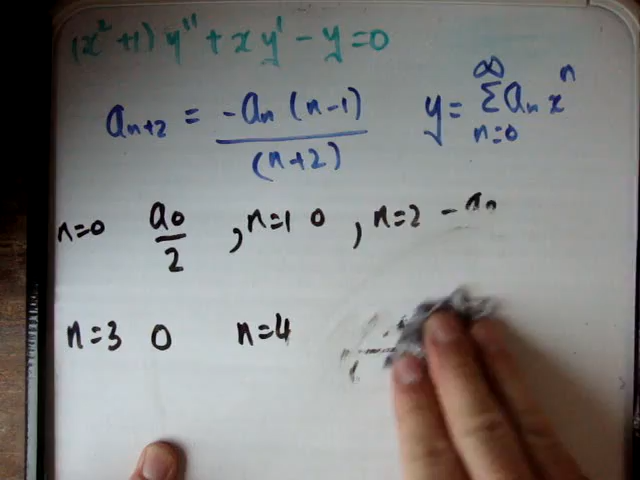 (x² + 1) y'' + x y' - y = 0
aₙ₊₂ = -aₙ (n-1) / (n+2) y = ∞ Σ n=0 aₙ xⁿ
n=0 a₀/2 , n=1 0 , n=2 -
n=3 0 n=4